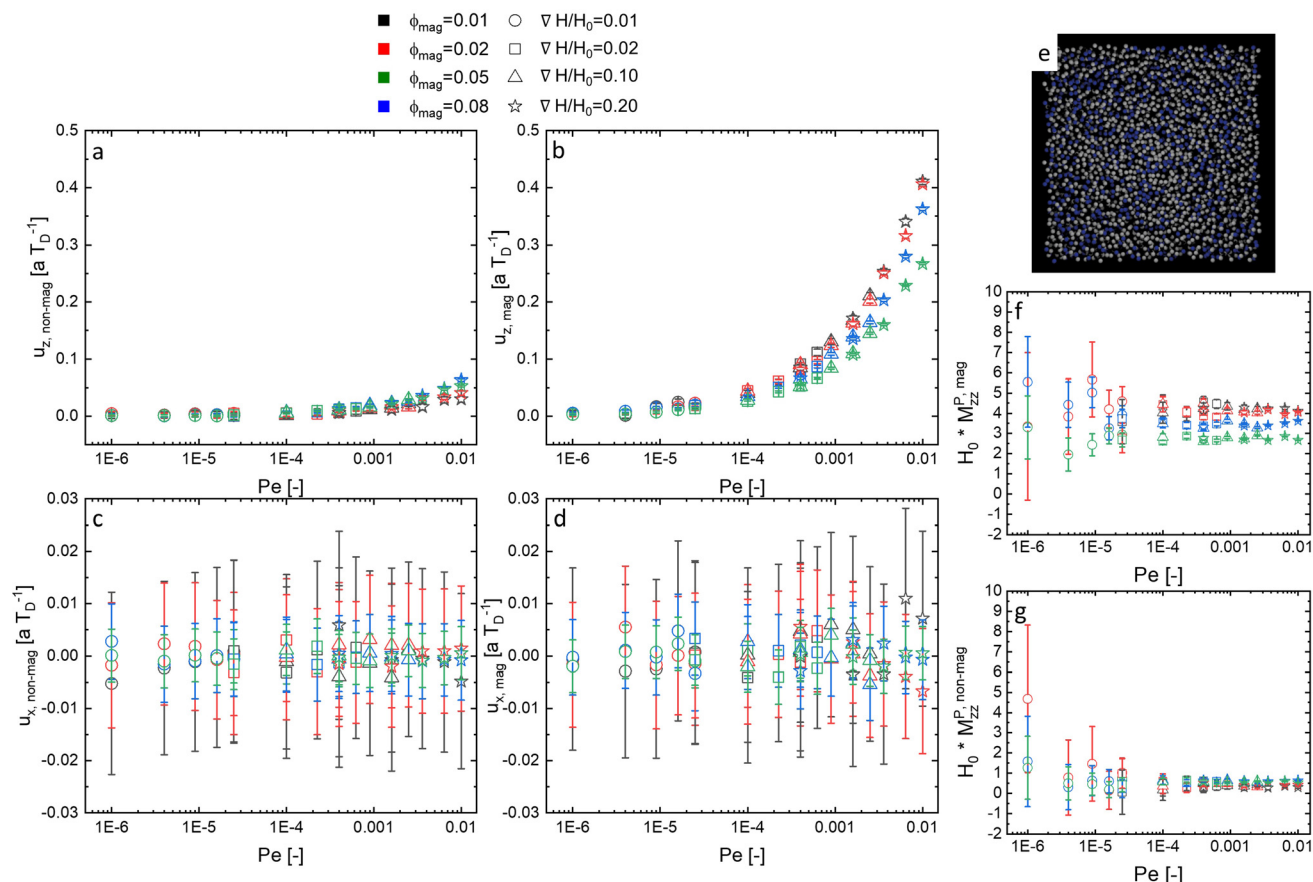 ϕmag=0.01 ∇ H/H0=0.01
ϕmag=0.02 ∇ H/H0=0.02
ϕmag=0.05 ∇ H/H0=0.10
ϕmag=0.08 ∇ H/H0=0.20
a
0.5
0.4
0.3
0.2
0.1
0.0
uz, non-mag [a TD-1]
1E-6 1E-5 1E-4 0.001 0.01
Pe [-]
b
0.5
0.4
0.3
0.2
0.1
0.0
uz, mag [a TD-1]
1E-6 1E-5 1E-4 0.001 0.01
Pe [-]
c
0.03
0.02
0.01
0.00
-0.01
-0.02
-0.03
ux, non-mag [a TD-1]
1E-6 1E-5 1E-4 0.001 0.01
Pe [-]
d
0.03
0.02
0.01
0.00
-0.01
-0.02
-0.03
ux, mag [a TD-1]
1E-6 1E-5 1E-4 0.001 0.01
Pe [-]
e
f
10
9
8
7
6
5
4
3
2
1
0
-1
-2
H0 * MzzP, mag
1E-6 1E-5 1E-4 0.001 0.01
Pe [-]
g
10
9
8
7
6
5
4
3
2
1
0
-1
-2
H0 * MzzP, non-mag
1E-6 1E-5 1E-4 0.001 0.01
Pe [-]